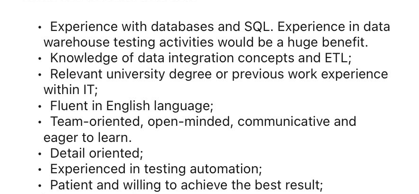 • Experience with databases and SQL. Experience in data
warehouse testing activities would be a huge benefit.
• Knowledge of data integration concepts and ETL;
• Relevant university degree or previous work experience
within IT;
• Fluent in English language;
• Team-oriented, open-minded, communicative and
eager to learn.
• Detail oriented;
• Experienced in testing automation;
• Patient and willing to achieve the best result;